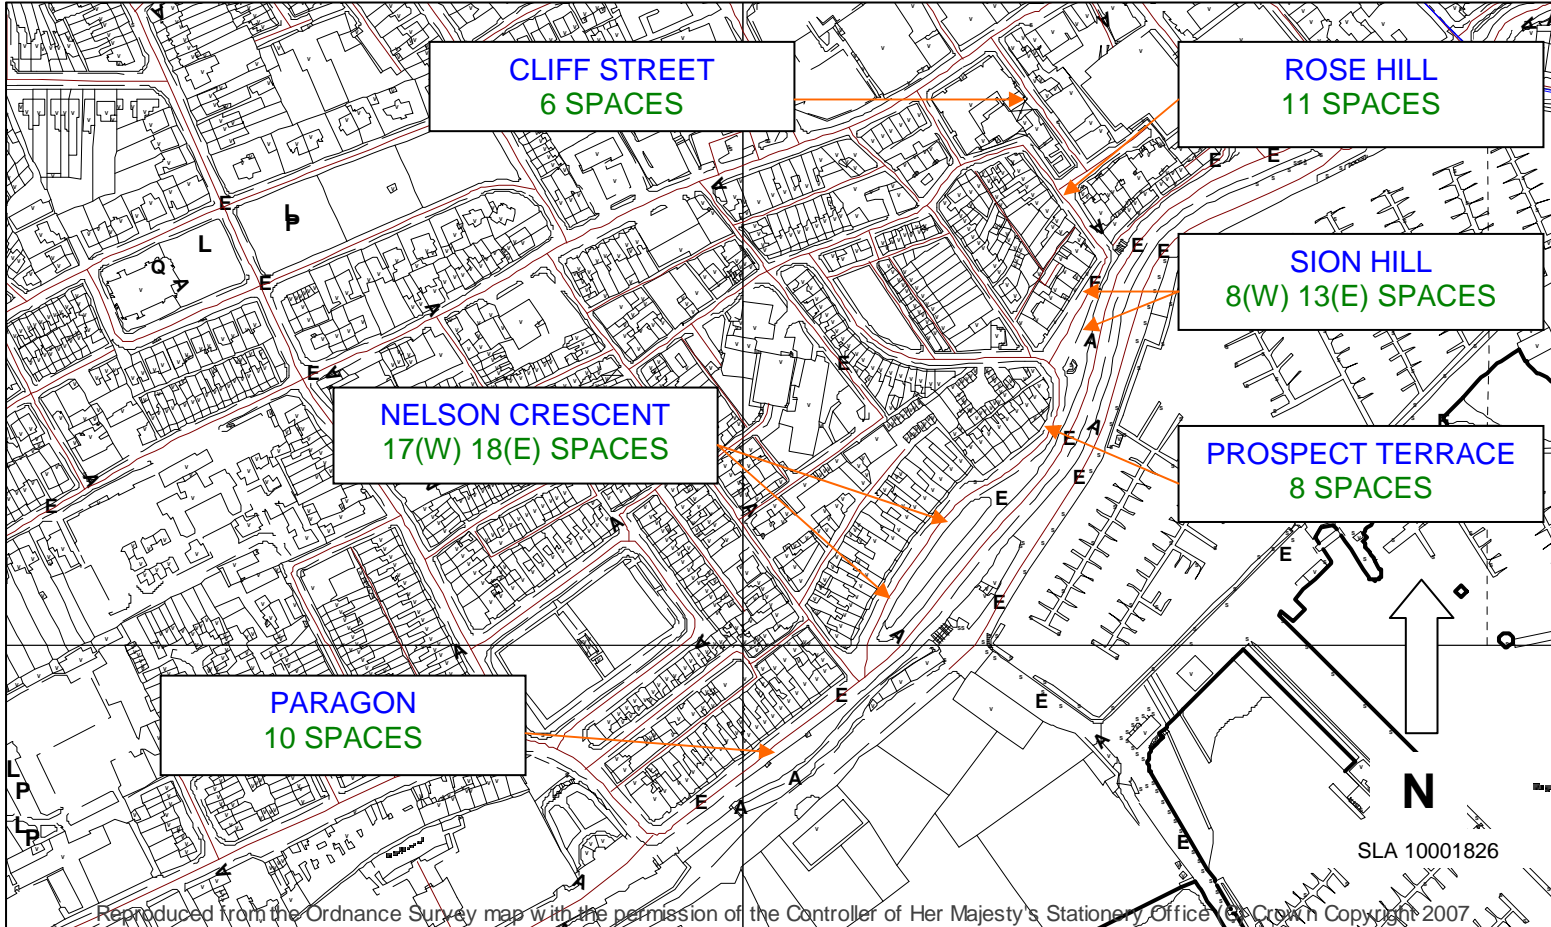 CLIFF STREET
6 SPACES
ROSE HILL
11 SPACES
SION HILL
8(W) 13(E) SPACES
NELSON CRESCENT
17(W) 18(E) SPACES
PROSPECT TERRACE
8 SPACES
PARAGON
10 SPACES
N
SLA 10001826
Reproduced from the Ordnance Survey map with the permission of the Controller of Her Majesty's Stationery Office (C) Crown Copyright 2007